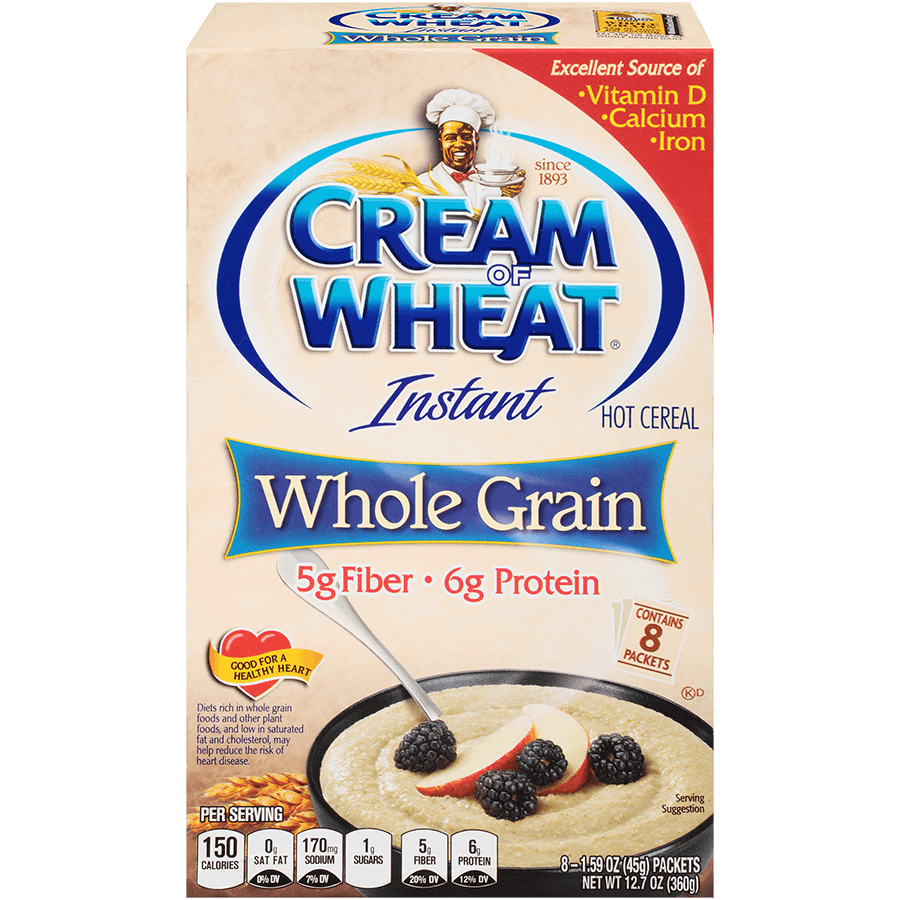 CREAM
OF
WHEAT
Instant
Whole Grain
Excellent Source of
•Vitamin D
•Calcium
•Iron
since
1893
CREAM
OF
WHEAT®
Instant
HOT CEREAL
Whole Grain
5g Fiber • 6g Protein
CONTAINS
8
PACKETS
GOOD FOR A
HEALTHY HEART
K D
Diets rich in whole grain
foods and other plant
foods, and low in saturated
fat and cholesterol, may
help reduce the risk of
heart disease.
Serving
Suggestion
PER SERVING
150
CALORIES
0g
SAT FAT
0% DV
170mg
SODIUM
7% DV
1g
SUGARS
5g
FIBER
20% DV
6g
PROTEIN
12% DV
8–1.59 OZ (45g) PACKETS
NET WT 12.7 OZ (360g)